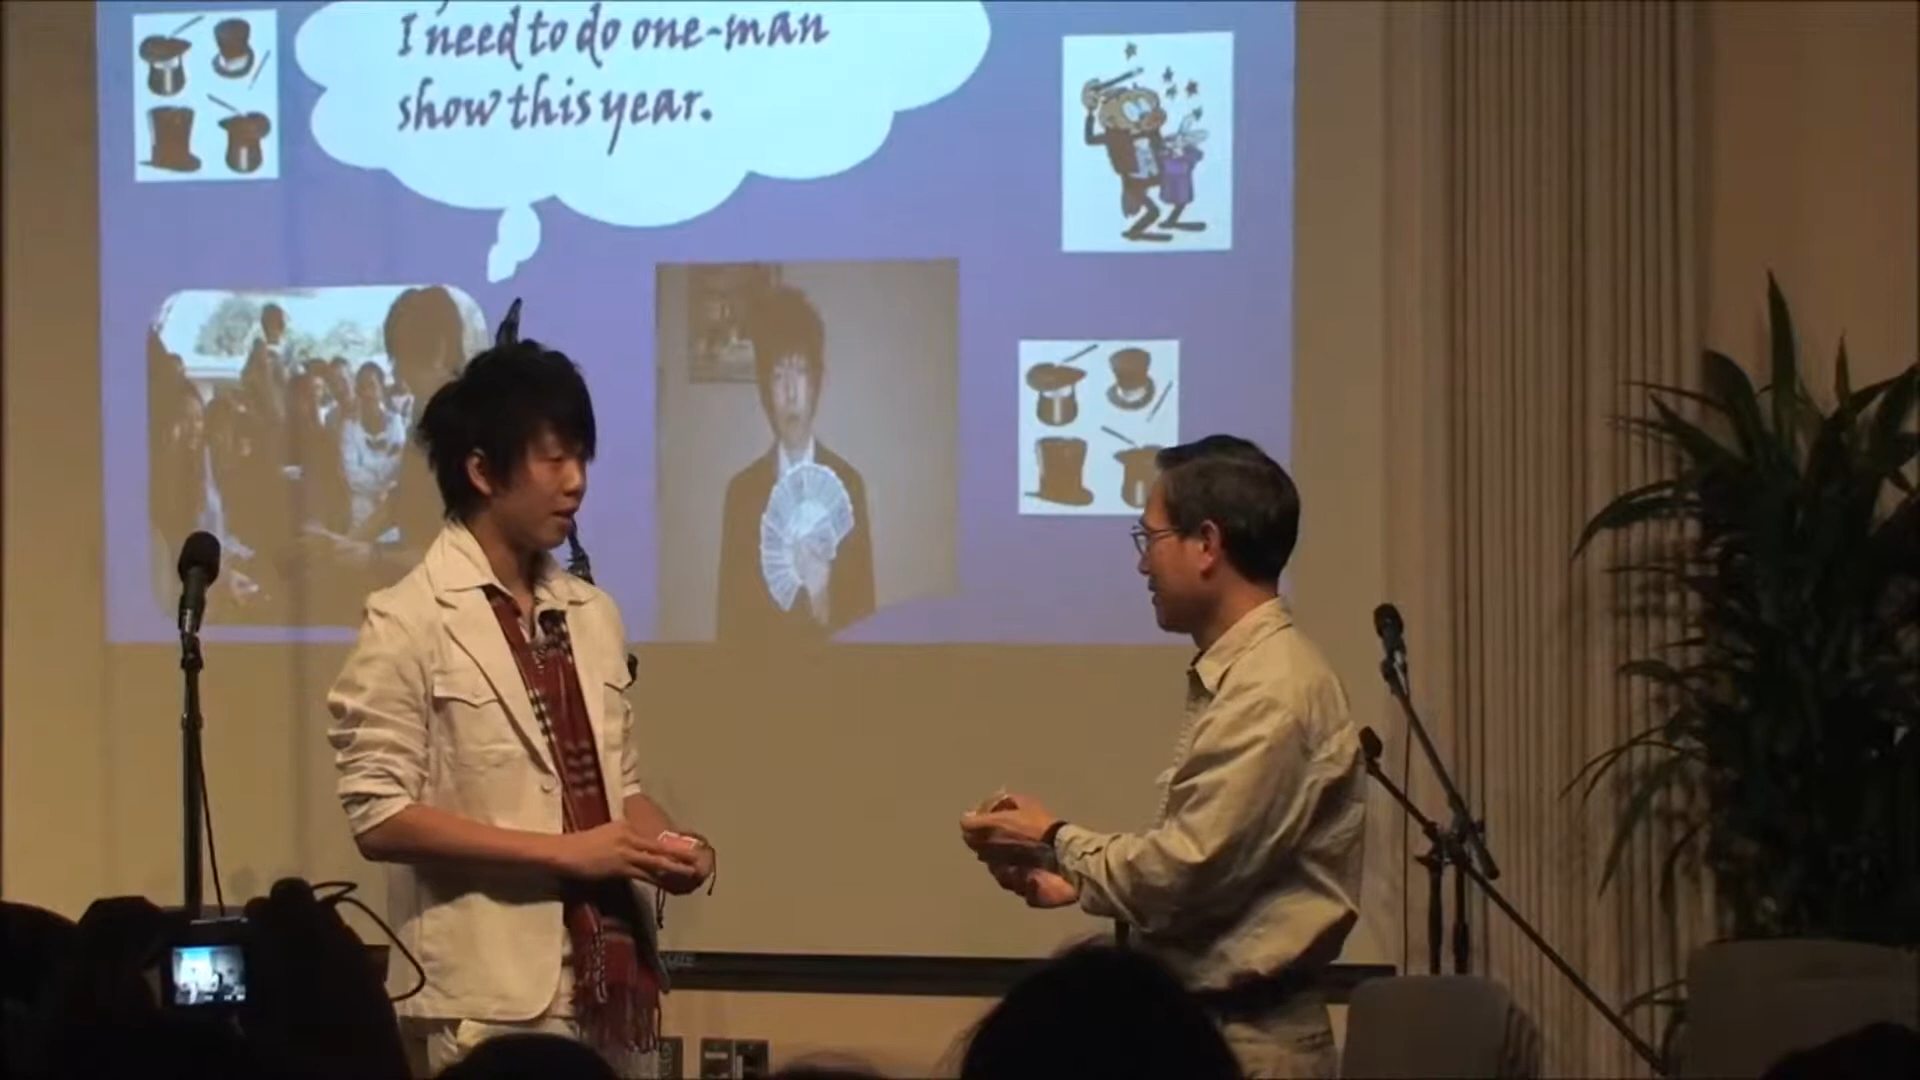 I need to do one-man
show this year.